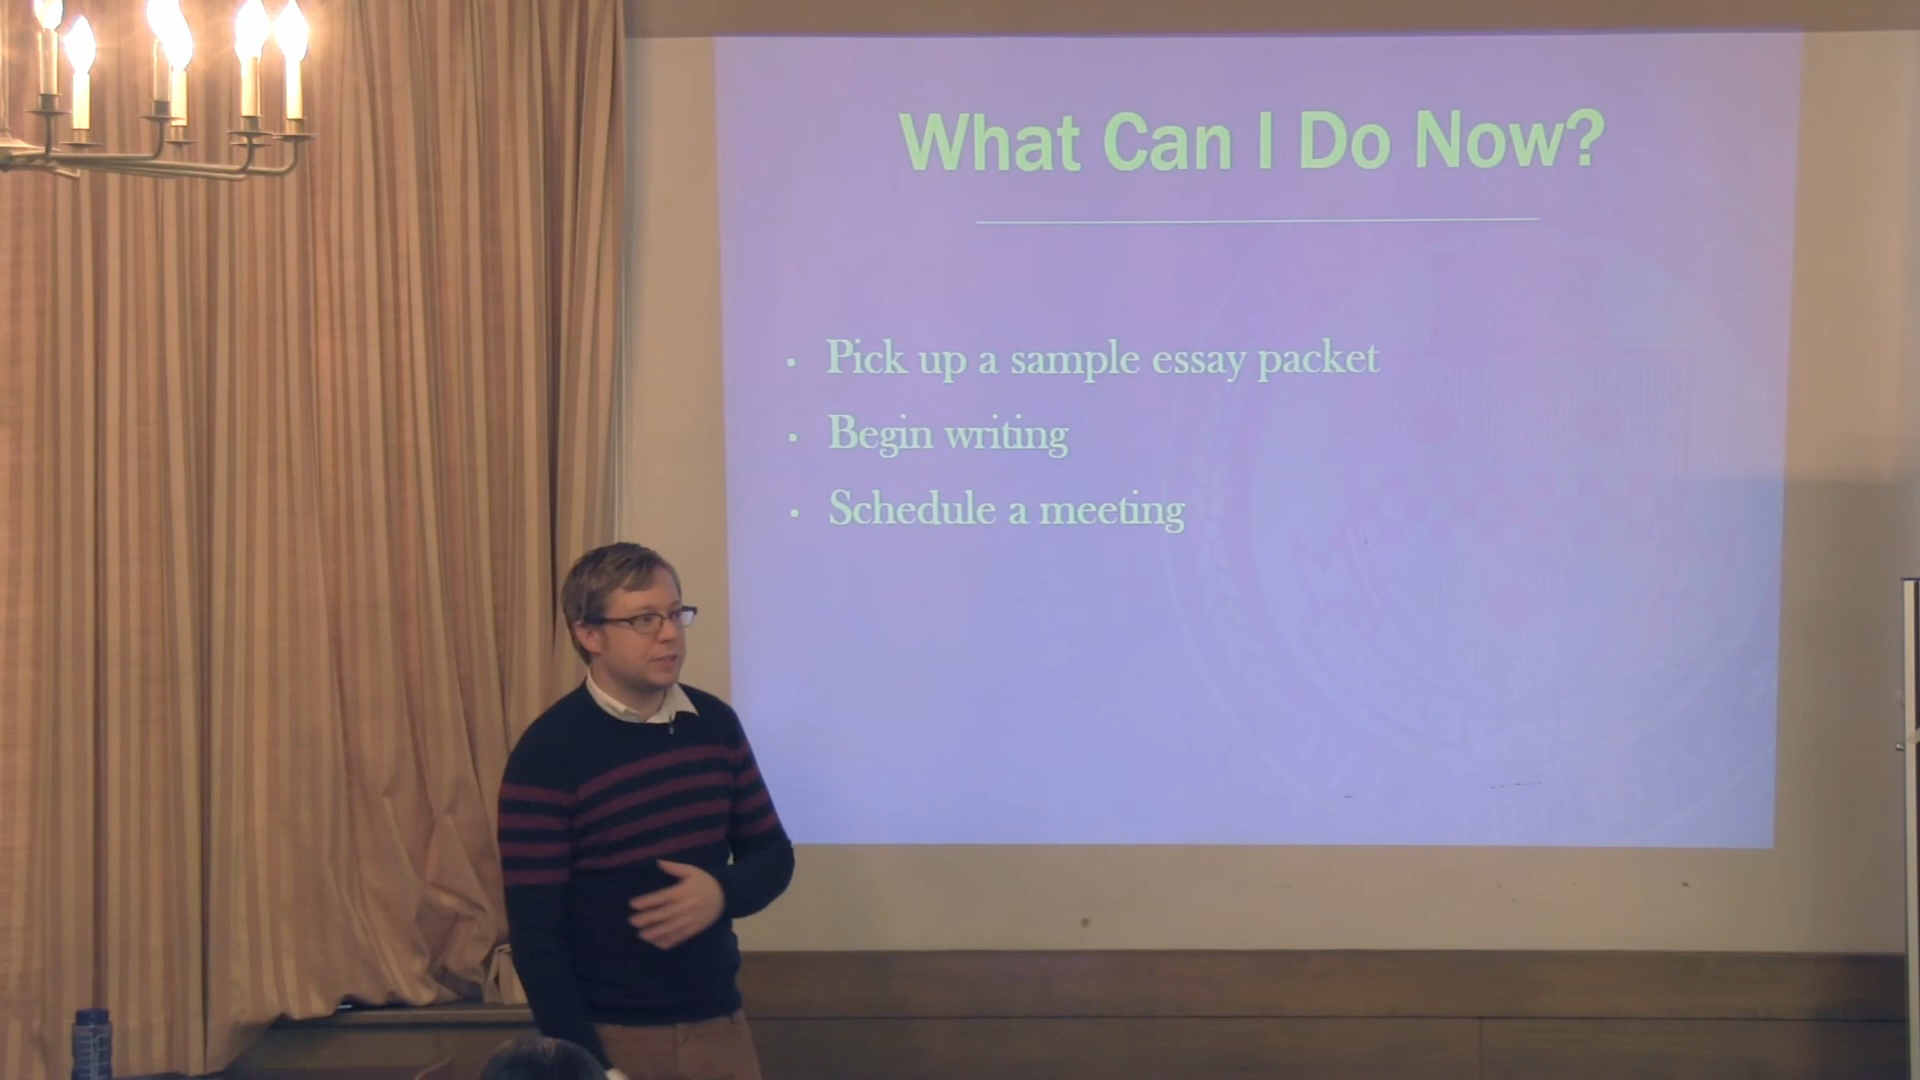 What Can I Do Now?
• Pick up a sample essay packet
• Begin writing
• Schedule a meeting